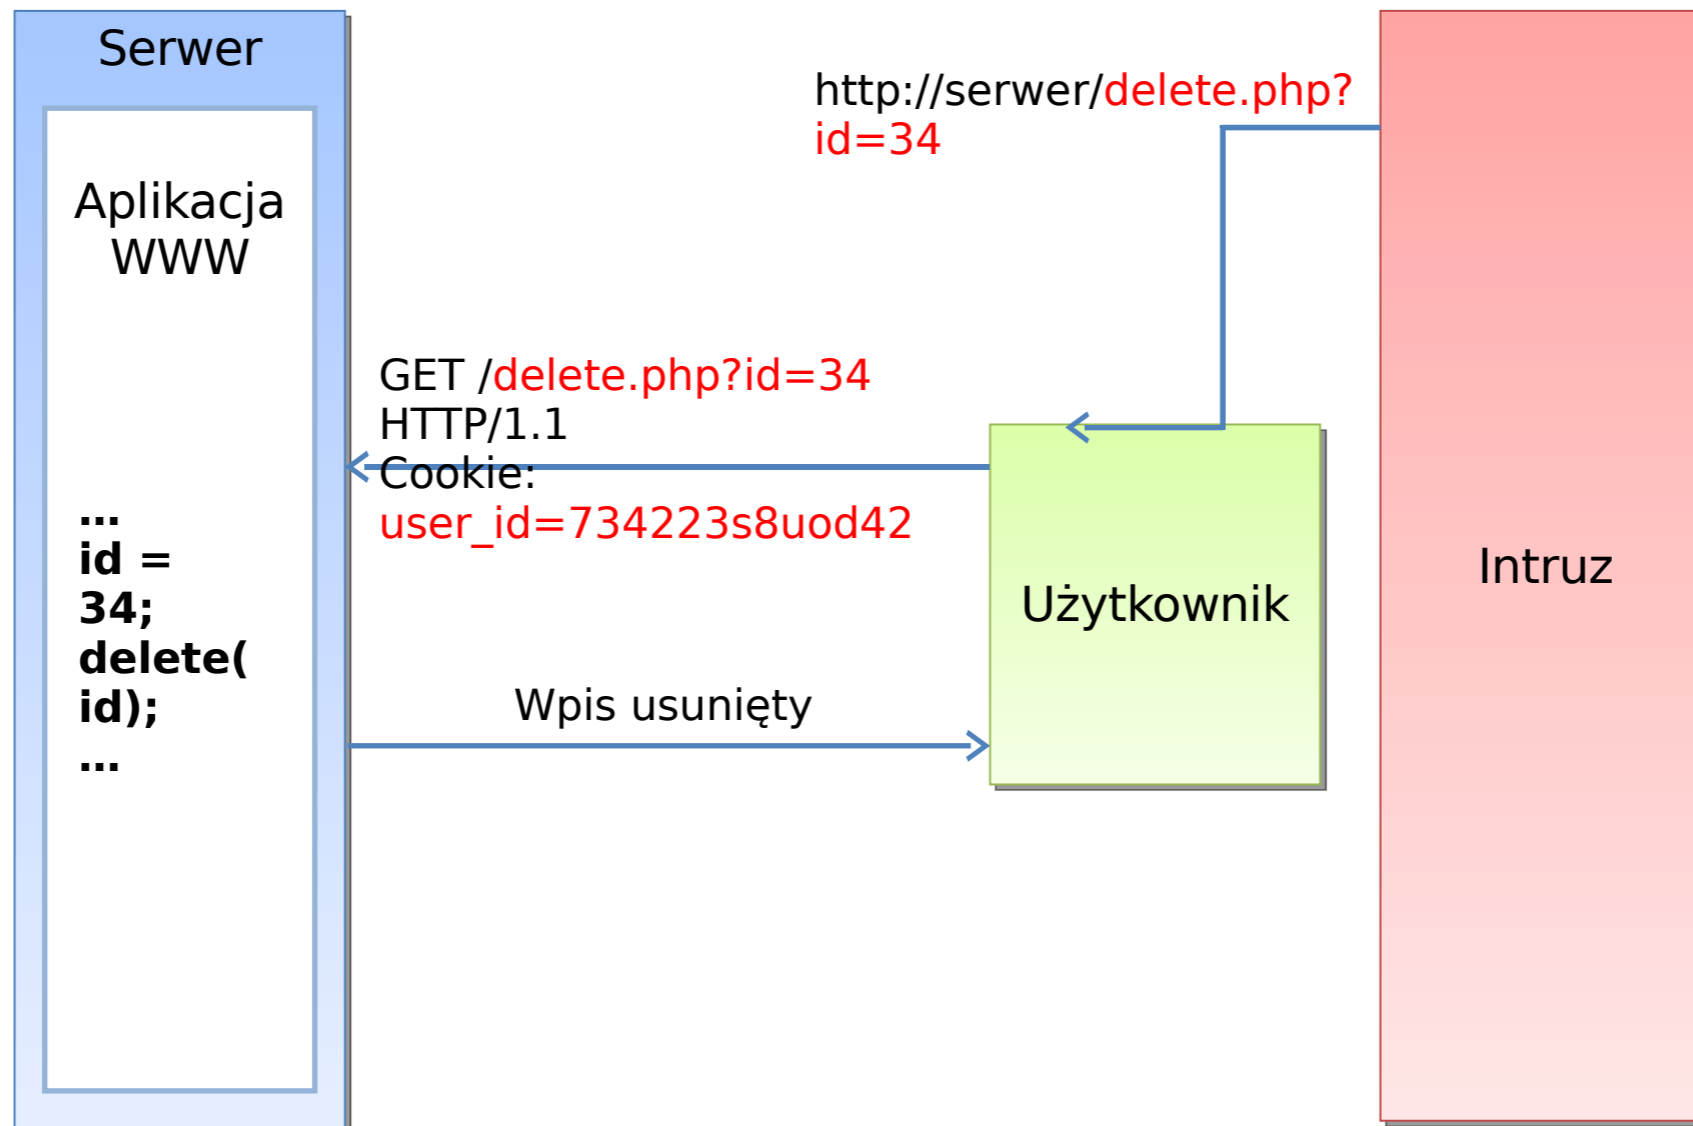 Serwer
Aplikacja
WWW
…
id =
34;
delete(
id);
…
http://serwer/delete.php?
id=34
GET /delete.php?id=34
HTTP/1.1
Cookie:
user_id=734223s8uod42
Wpis usunięty
Użytkownik
Intruz